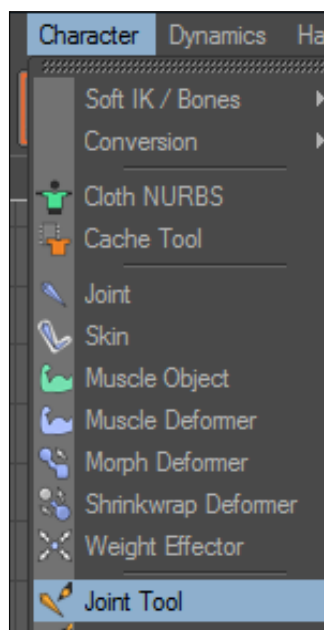 Character Dynamics Ha
Soft IK / Bones
Conversion
Cloth NURBS
Cache Tool
Joint
Skin
Muscle Object
Muscle Deformer
Morph Deformer
Shrinkwrap Deformer
Weight Effector
Joint Tool